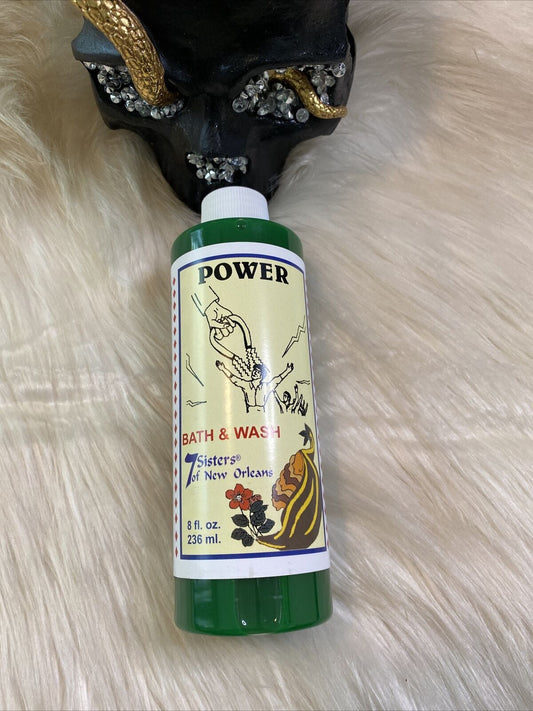 POWER
BATH & WASH
7 Sisters®
of New Orleans
8 fl. oz.
236 ml.